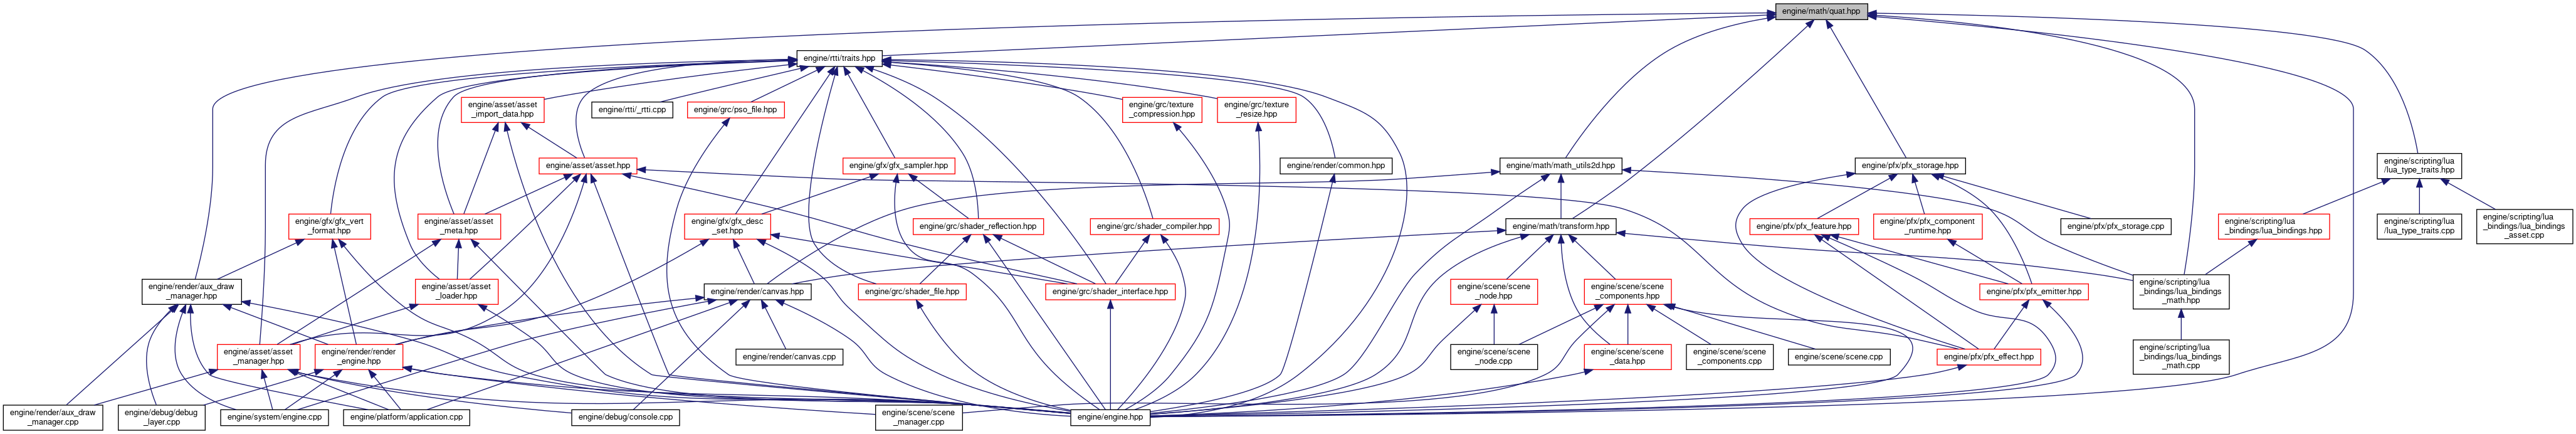 engine/math/quat.hpp
engine/rtti/traits.hpp
engine/asset/asset
_import_data.hpp
engine/rtti/_rtti.cpp
engine/grc/pso_file.hpp
engine/grc/texture
_compression.hpp
engine/grc/texture
_resize.hpp
engine/asset/asset.hpp
engine/gfx/gfx_sampler.hpp
engine/render/common.hpp
engine/math/math_utils2d.hpp
engine/pfx/pfx_storage.hpp
engine/scripting/lua
/lua_type_traits.hpp
engine/gfx/gfx_vert
_format.hpp
engine/asset/asset
_meta.hpp
engine/gfx/gfx_desc
_set.hpp
engine/grc/shader_reflection.hpp
engine/grc/shader_compiler.hpp
engine/math/transform.hpp
engine/pfx/pfx_feature.hpp
engine/pfx/pfx_component
_runtime.hpp
engine/pfx/pfx_storage.cpp
engine/scripting/lua
_bindings/lua_bindings.hpp
engine/scripting/lua
/lua_type_traits.cpp
engine/scripting/lua
_bindings/lua_bindings
_asset.cpp
engine/render/aux_draw
_manager.hpp
engine/asset/asset
_loader.hpp
engine/render/canvas.hpp
engine/grc/shader_file.hpp
engine/grc/shader_interface.hpp
engine/scene/scene
_node.hpp
engine/scene/scene
_components.hpp
engine/pfx/pfx_emitter.hpp
engine/scripting/lua
_bindings/lua_bindings
_math.hpp
engine/asset/asset
_manager.hpp
engine/render/render
_engine.hpp
engine/render/canvas.cpp
engine/scene/scene
_node.cpp
engine/scene/scene
_data.hpp
engine/scene/scene
_components.cpp
engine/scene/scene.cpp
engine/pfx/pfx_effect.hpp
engine/scripting/lua
_bindings/lua_bindings
_math.cpp
engine/render/aux_draw
_manager.cpp
engine/debug/debug
_layer.cpp
engine/system/engine.cpp
engine/platform/application.cpp
engine/debug/console.cpp
engine/scene/scene
_manager.cpp
engine/engine.hpp